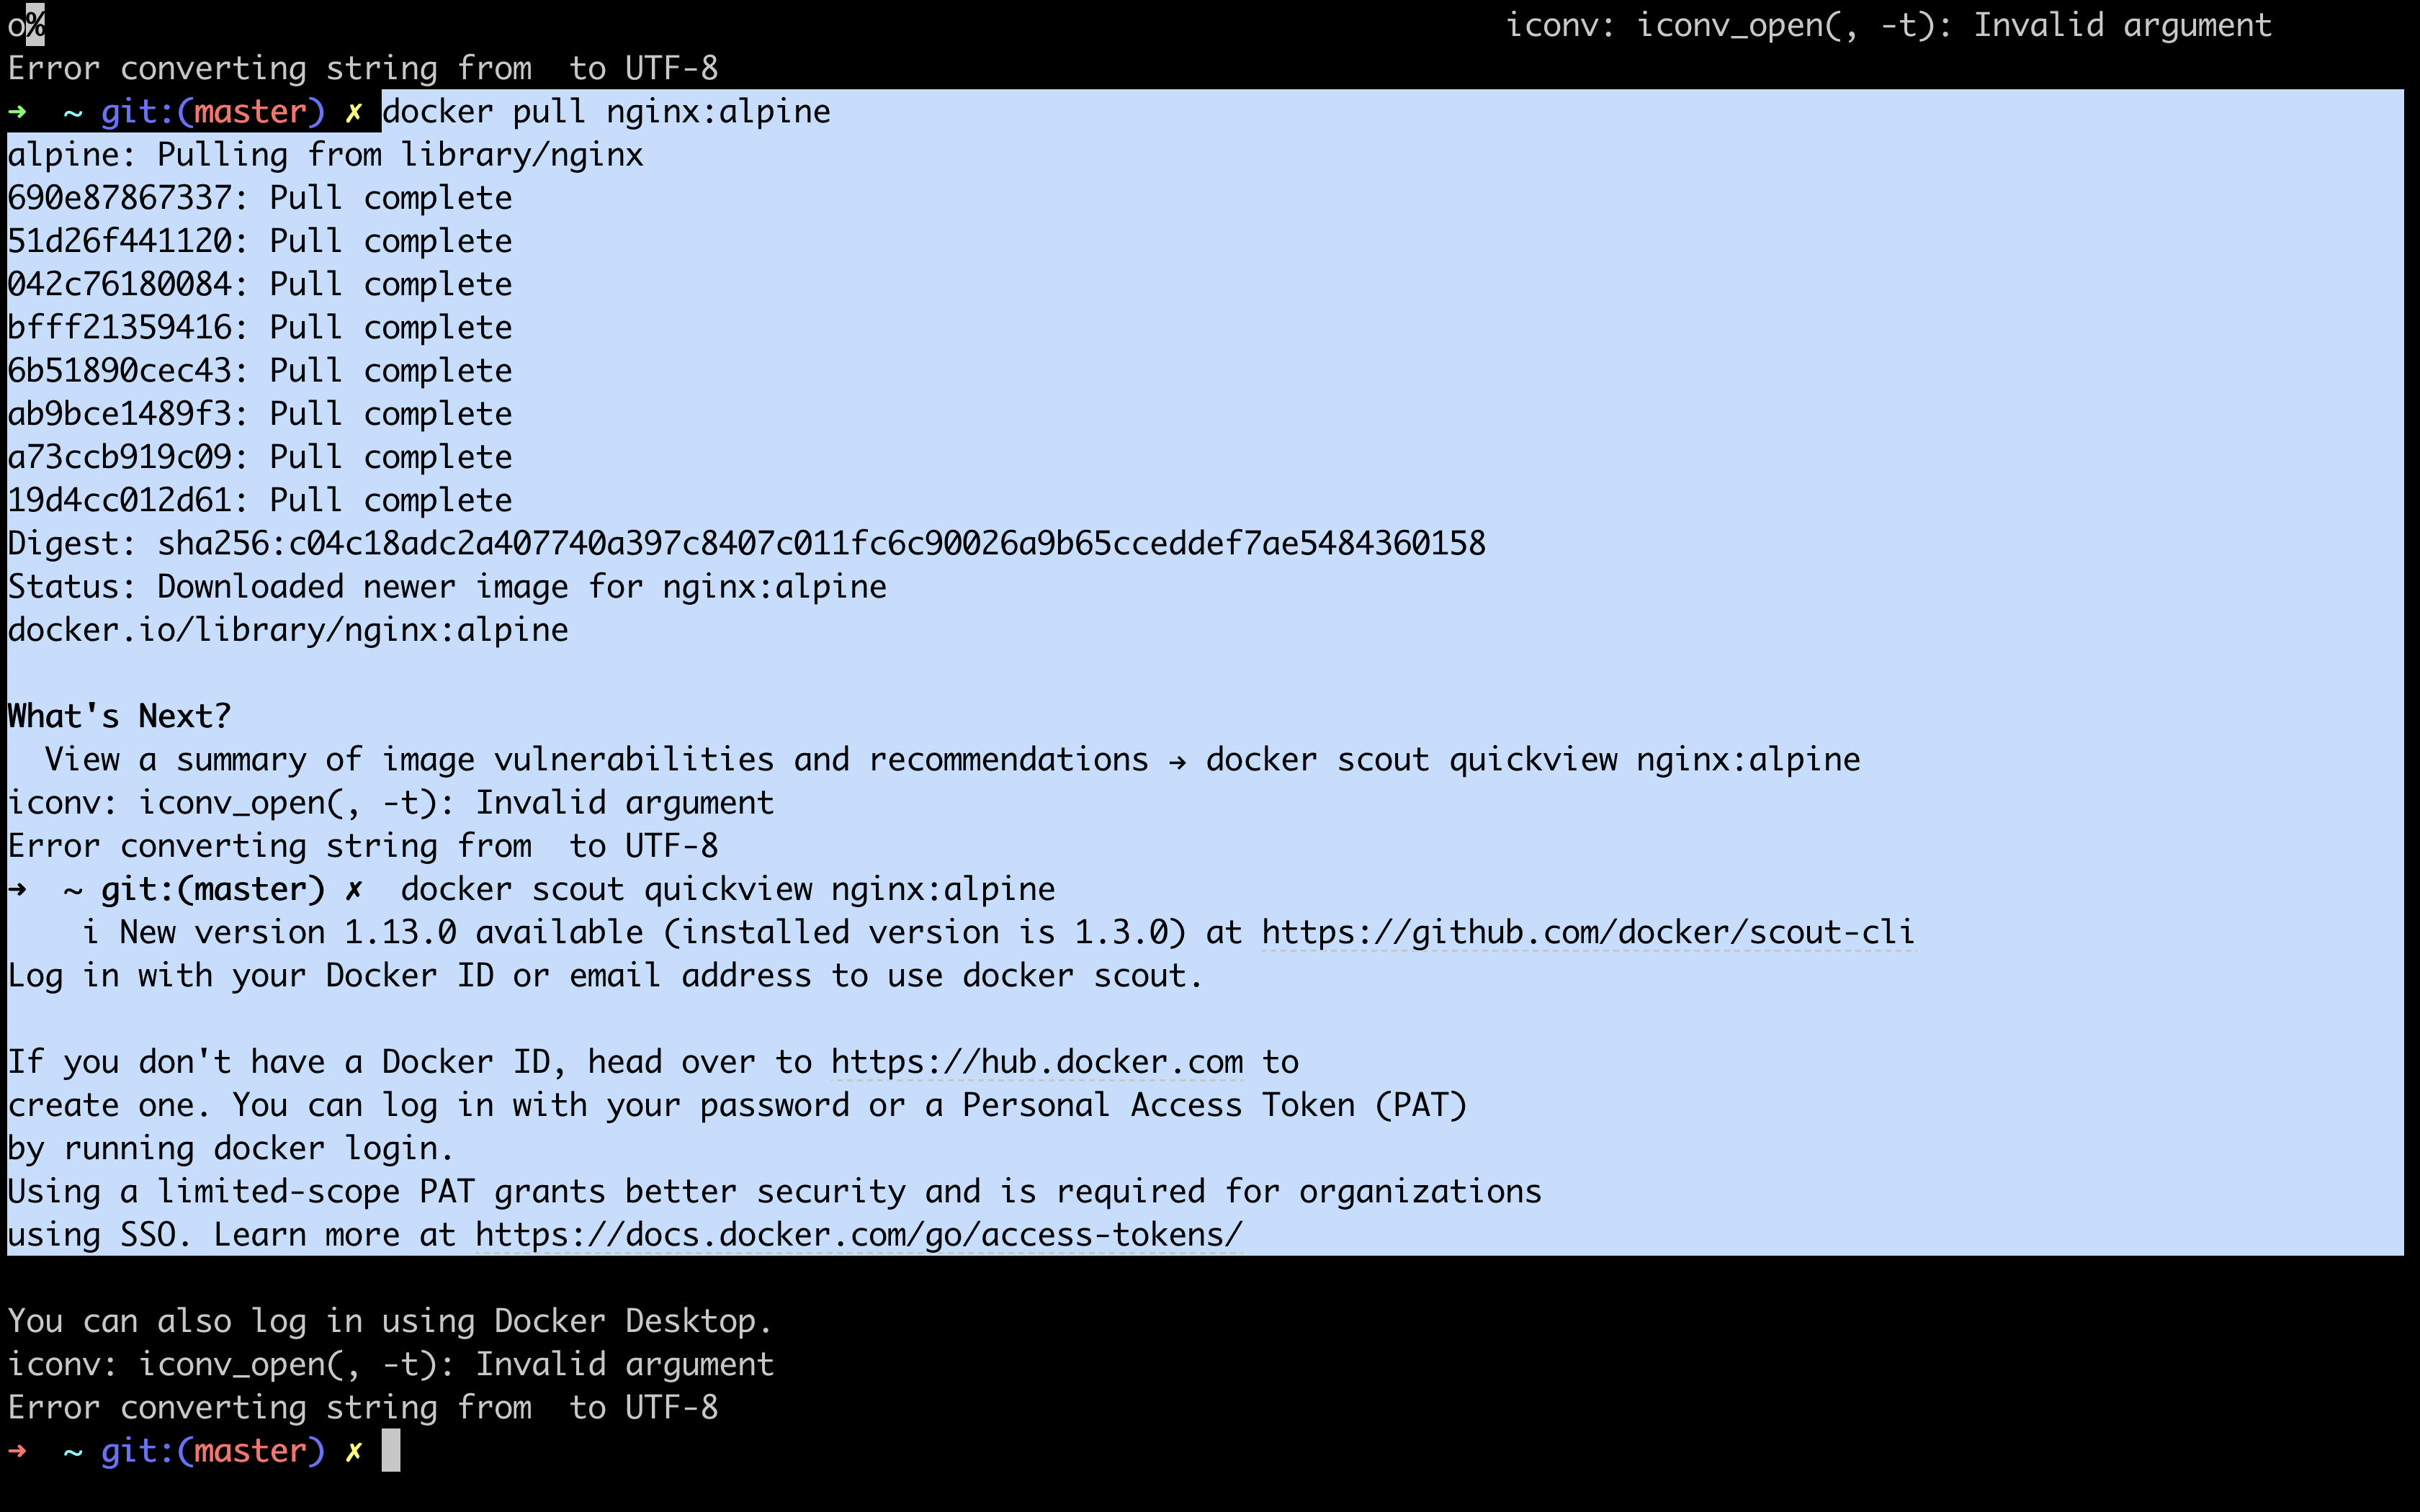 o%                                                                              iconv: iconv_open(, -t): Invalid argument
Error converting string from  to UTF-8
➜  ~ git:(master) ✗ docker pull nginx:alpine
alpine: Pulling from library/nginx
690e87867337: Pull complete
51d26f441120: Pull complete
042c76180084: Pull complete
bfff21359416: Pull complete
6b51890cec43: Pull complete
ab9bce1489f3: Pull complete
a73ccb919c09: Pull complete
19d4cc012d61: Pull complete
Digest: sha256:c04c18adc2a407740a397c8407c011fc6c90026a9b65cceddef7ae5484360158
Status: Downloaded newer image for nginx:alpine
docker.io/library/nginx:alpine
What's Next?
  View a summary of image vulnerabilities and recommendations → docker scout quickview nginx:alpine
iconv: iconv_open(, -t): Invalid argument
Error converting string from  to UTF-8
➜  ~ git:(master) ✗  docker scout quickview nginx:alpine
    i New version 1.13.0 available (installed version is 1.3.0) at https://github.com/docker/scout-cli
Log in with your Docker ID or email address to use docker scout.
If you don't have a Docker ID, head over to https://hub.docker.com to
create one. You can log in with your password or a Personal Access Token (PAT)
by running docker login.
Using a limited-scope PAT grants better security and is required for organizations
using SSO. Learn more at https://docs.docker.com/go/access-tokens/
You can also log in using Docker Desktop.
iconv: iconv_open(, -t): Invalid argument
Error converting string from  to UTF-8
➜  ~ git:(master) ✗